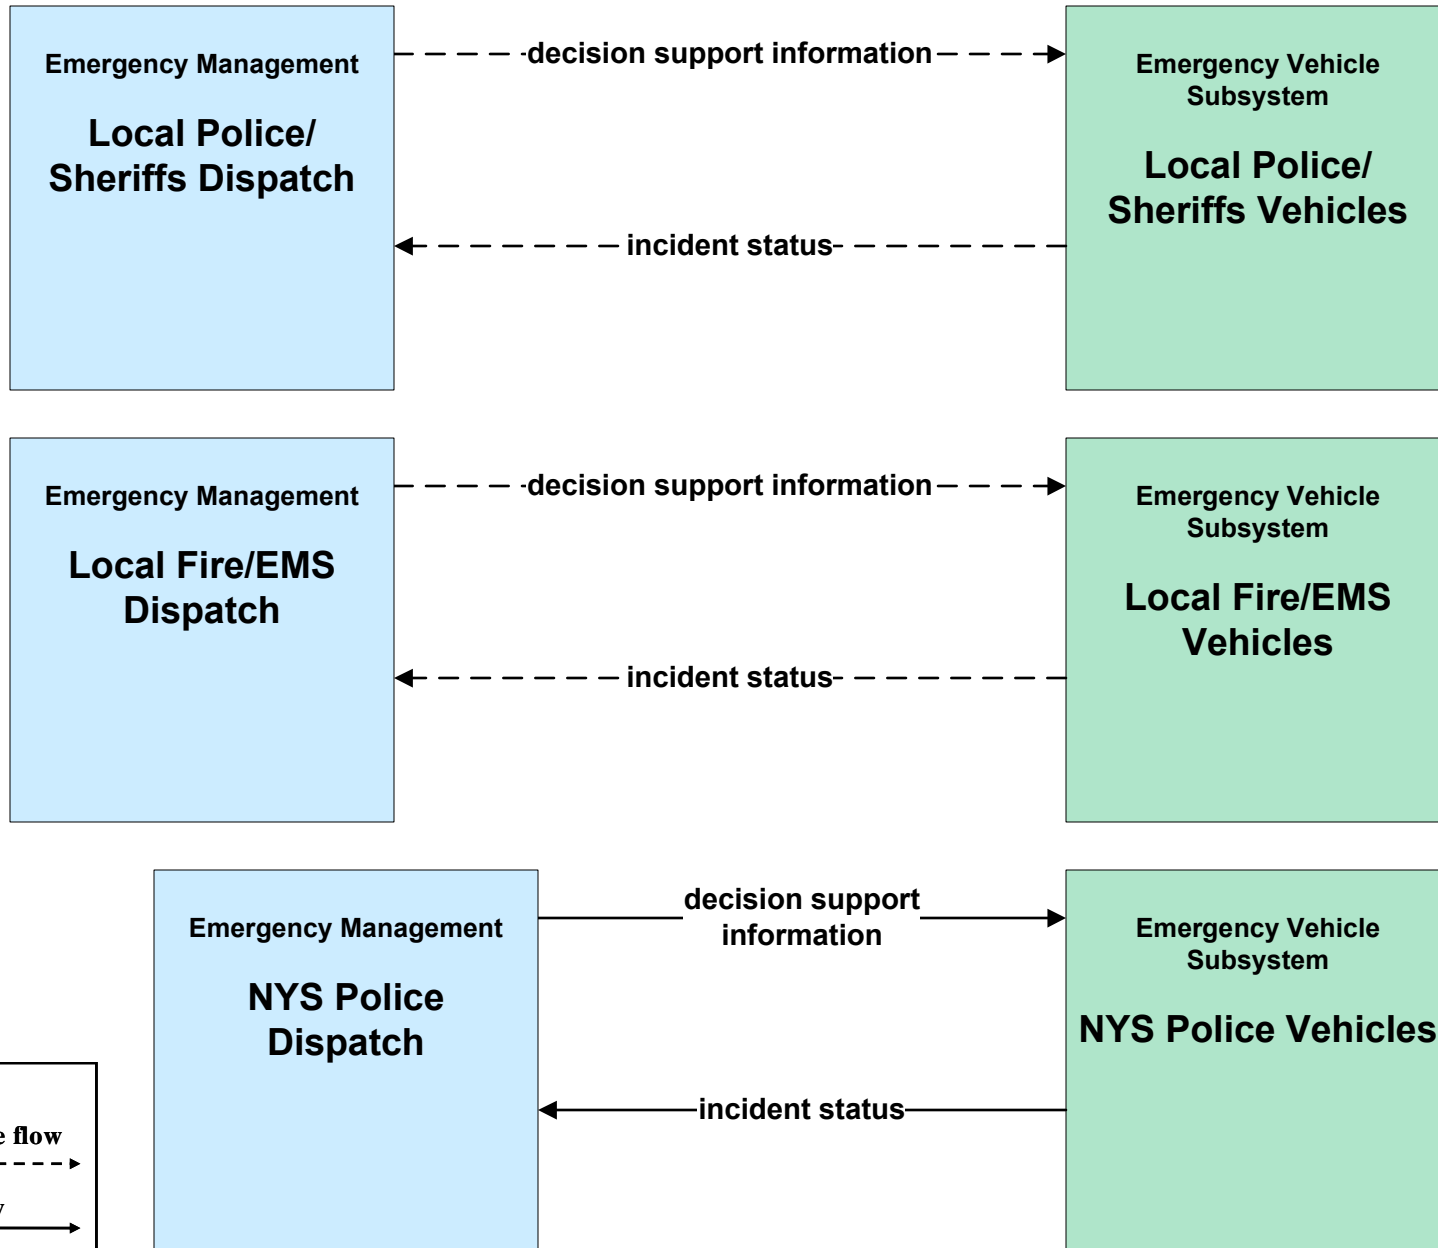 Emergency Management
Local Police/
Sheriffs Dispatch
decision support information
incident status
Emergency Vehicle
Subsystem
Local Police/
Sheriffs Vehicles
Emergency Management
Local Fire/EMS
Dispatch
decision support information
incident status
Emergency Vehicle
Subsystem
Local Fire/EMS
Vehicles
Emergency Management
NYS Police
Dispatch
decision support
information
incident status
Emergency Vehicle
Subsystem
NYS Police Vehicles
flow